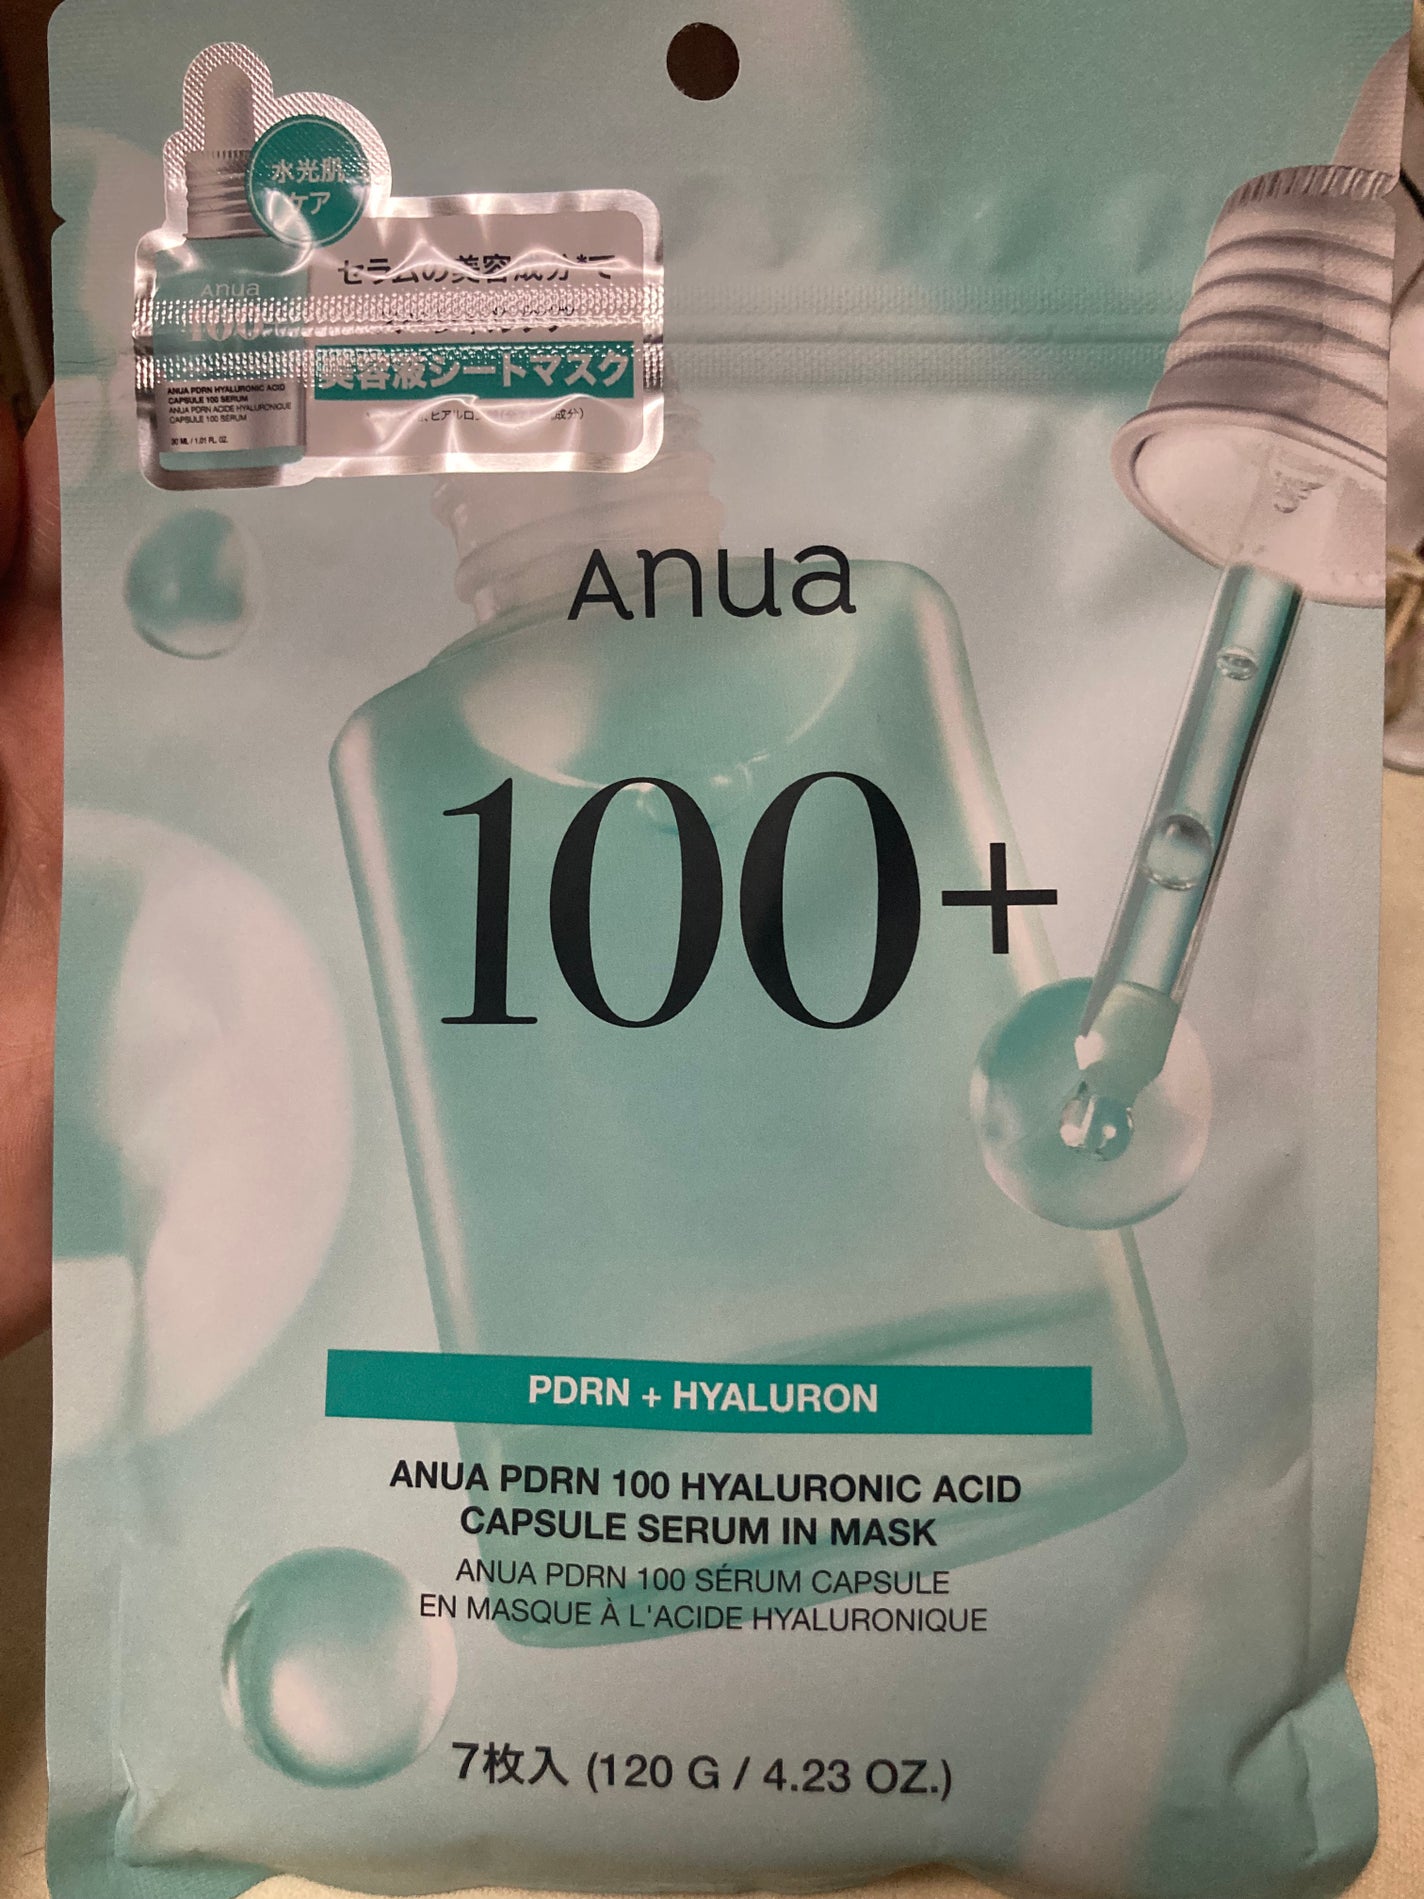 水光肌
ケア
セラムの美容成分*で
Anua
100
美容液シートマスク
ANUA PDRN HYALURONIC ACID
CAPSULE 100 SERUM
ANUA PDRN ACIDE HYALURONIQUE
CAPSULE 100 SERUM
30 ML / 1.01 FL. OZ.
Anua
100+
PDRN + HYALURON
ANUA PDRN 100 HYALURONIC ACID
CAPSULE SERUM IN MASK
ANUA PDRN 100 SÉRUM CAPSULE
EN MASQUE À L'ACIDE HYALURONIQUE
7枚入 (120 G / 4.23 OZ.)